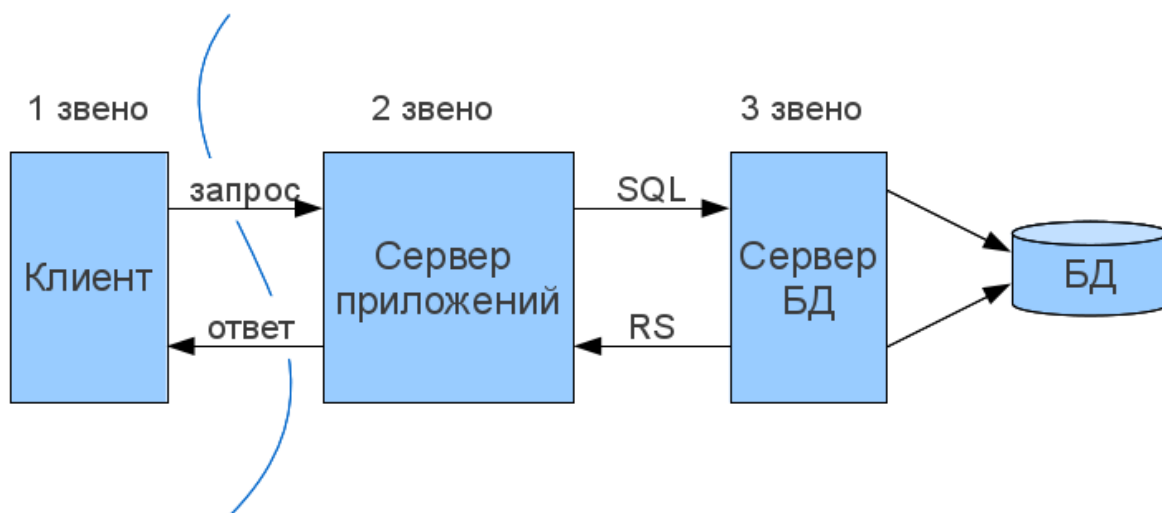 1 звено
2 звено
3 звено
запрос
SQL
Клиент
Сервер
приложений
Сервер
БД
БД
ответ
RS